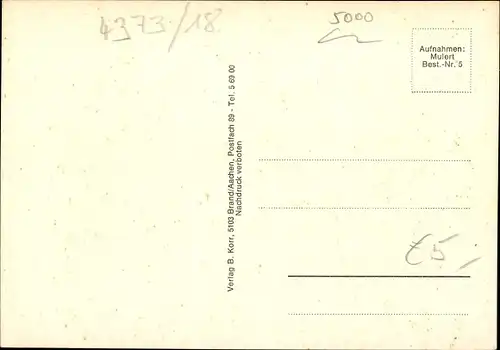 4373/18
5000
Aufnahmen:
Mulert
Best.-Nr. 5
Verlag B. Korr, 5103 Brand/Aachen, Postfach 89 - Tel. 5 69 00
Nachdruck verboten
€5,-